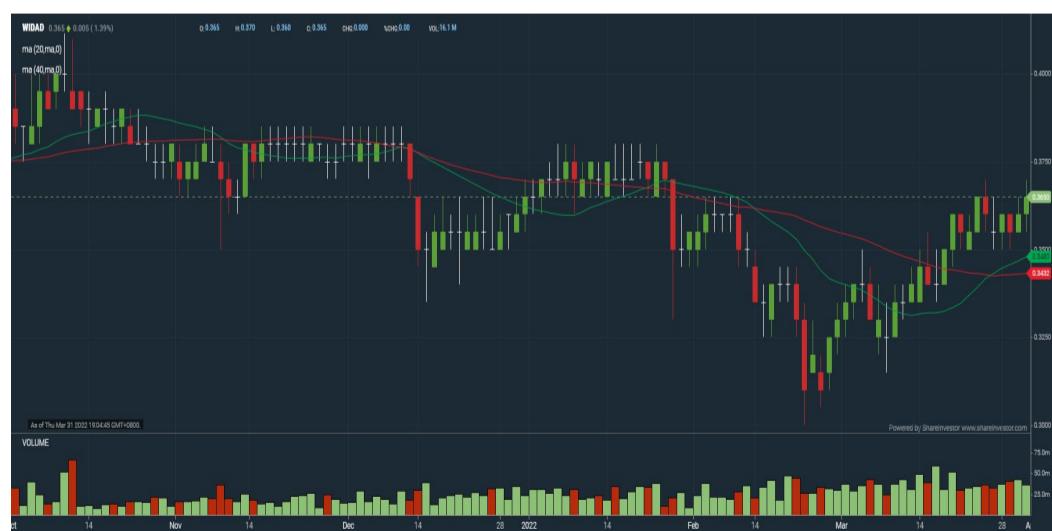 WIDAD 0.365 0.005 (1.39%) O: 0.365 H: 0.370 L: 0.360 C: 0.365 CHG: 0.000 %CHG: 0.00 VOL: 16.1 M
ma (20,ma,0)
ma (40,ma,0)
0.4000
0.3750
0.3650
0.3500
0.3480
0.3432
0.3250
0.3000
As of Thu Mar 31 2022 19:04:45 GMT+0800.
Powered by ShareInvestor www.shareinvestor.com
VOLUME
75.0m
50.0m
25.0m
14 Nov 14 Dec 14 28 2022 14 Feb 14 Mar 14 28